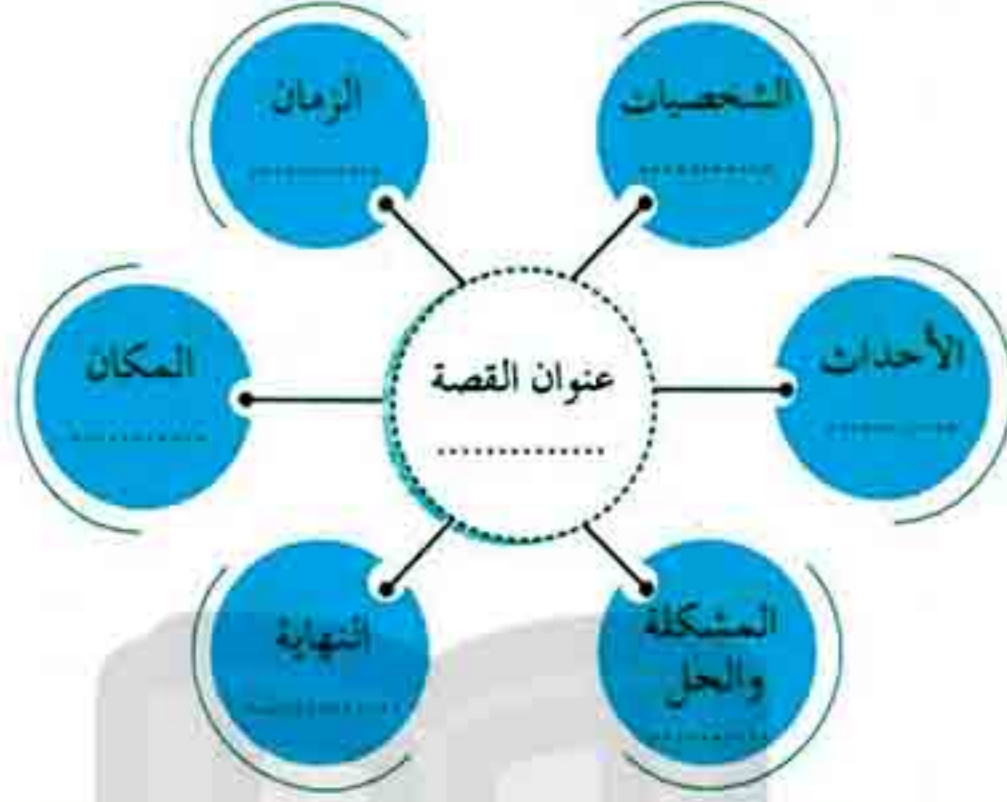 الشخصيات
............
الزمان
............
الأحداث
............
عنوان القصة
..............
المكان
............
المشكلة
والحل
............
النهاية
..............